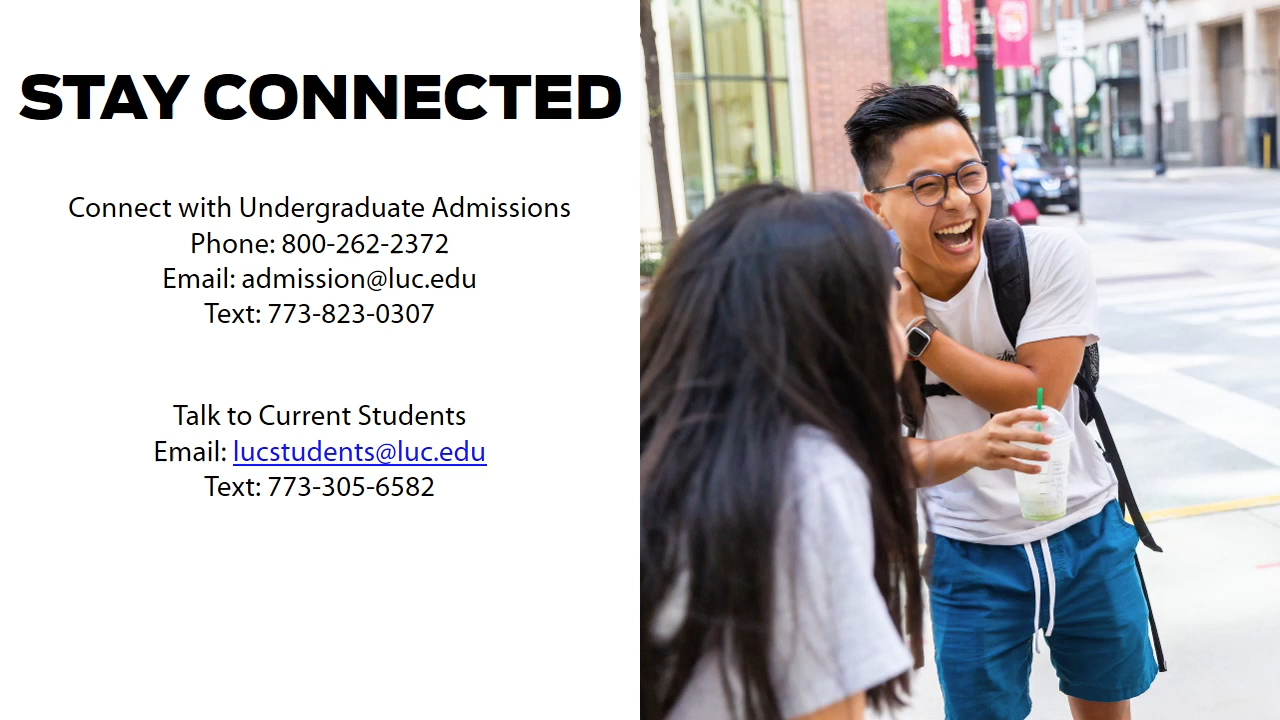 STAY CONNECTED
Connect with Undergraduate Admissions
Phone: 800-262-2372
Email: admission@luc.edu
Text: 773-823-0307
Talk to Current Students
Email: lucstudents@luc.edu
Text: 773-305-6582